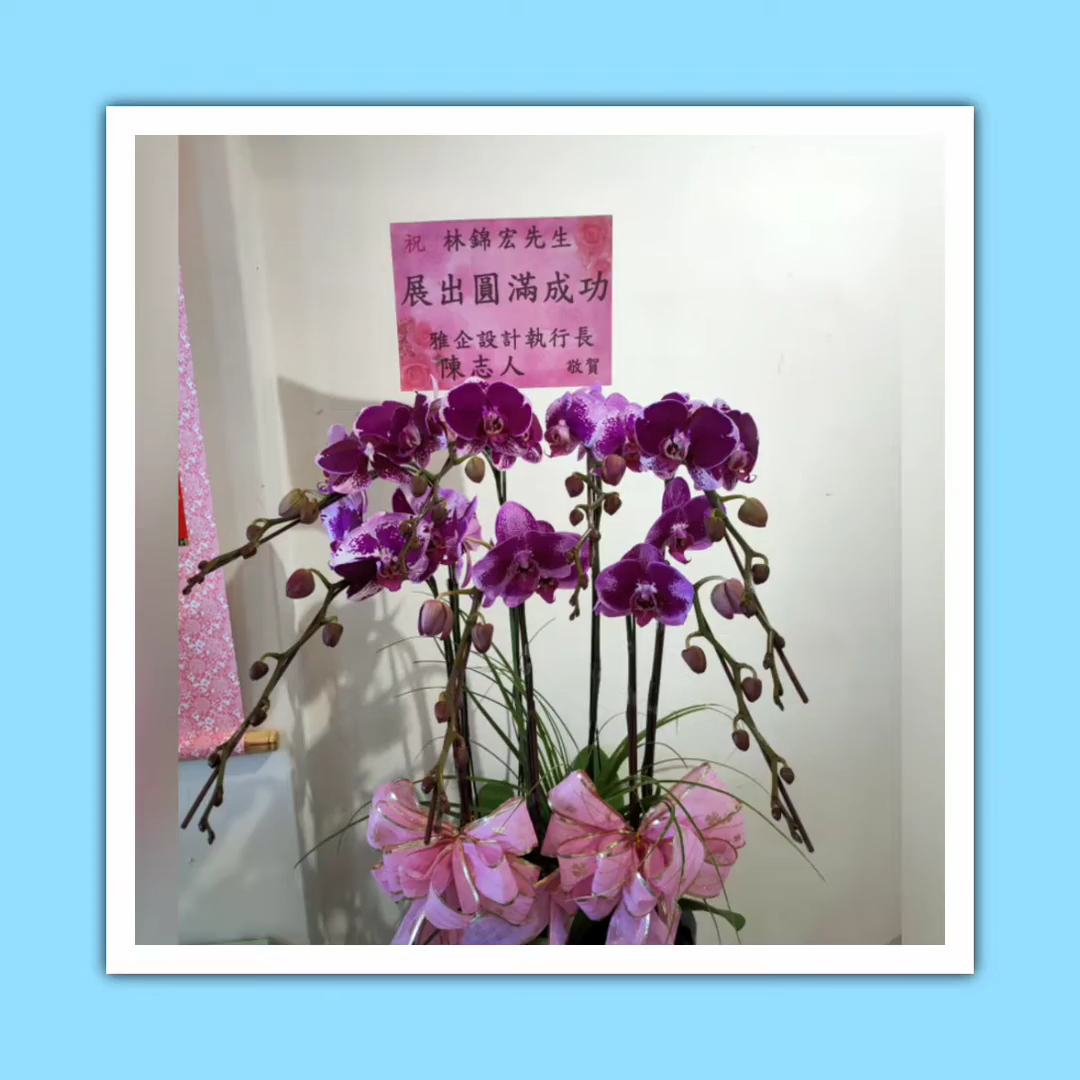 祝 林錦宏先生
展出圓滿成功
雅企設計執行長
陳志人 敬賀